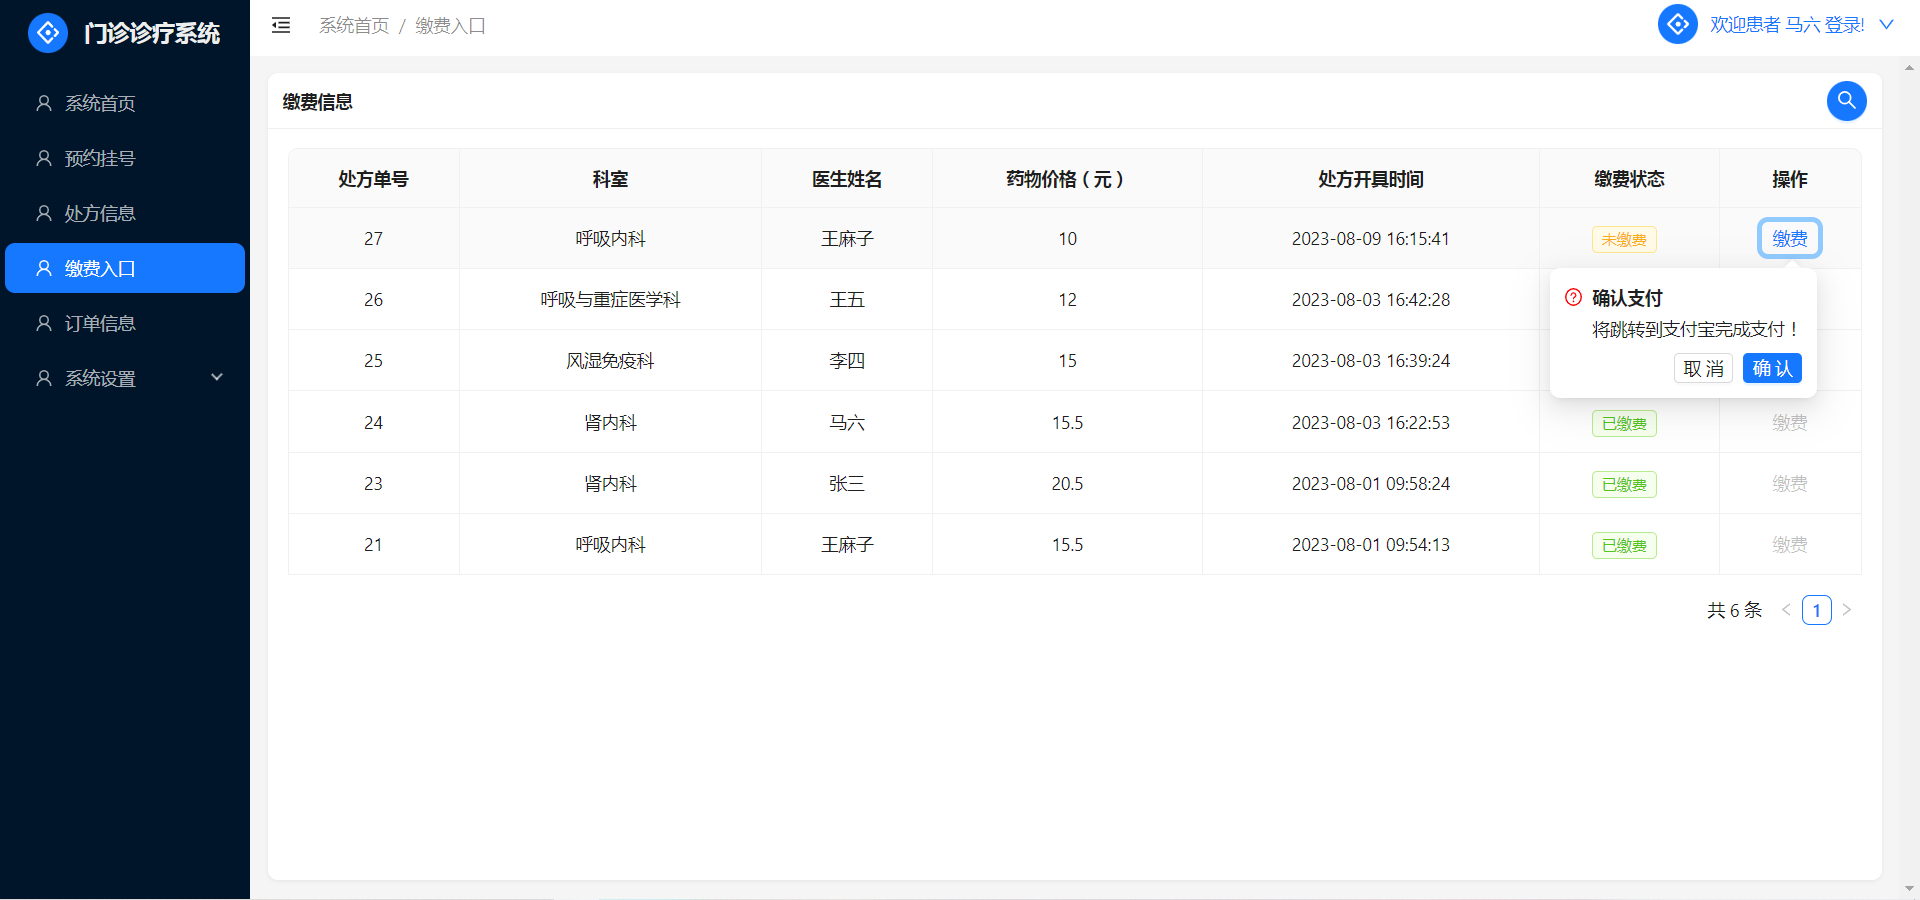 门诊诊疗系统
系统首页 / 缴费入口
欢迎患者 马六 登录!
系统首页
预约挂号
处方信息
缴费入口
订单信息
系统设置
缴费信息
处方单号 科室 医生姓名 药物价格（元） 处方开具时间 缴费状态 操作
27 呼吸内科 王麻子 10 2023-08-09 16:15:41 未缴费 缴费
26 呼吸与重症医学科 王五 12 2023-08-03 16:42:28
25 风湿免疫科 李四 15 2023-08-03 16:39:24
确认支付
将跳转到支付宝完成支付！
取 消 确 认
24 肾内科 马六 15.5 2023-08-03 16:22:53 已缴费 缴费
23 肾内科 张三 20.5 2023-08-01 09:58:24 已缴费 缴费
21 呼吸内科 王麻子 15.5 2023-08-01 09:54:13 已缴费 缴费
共 6 条 < 1 >